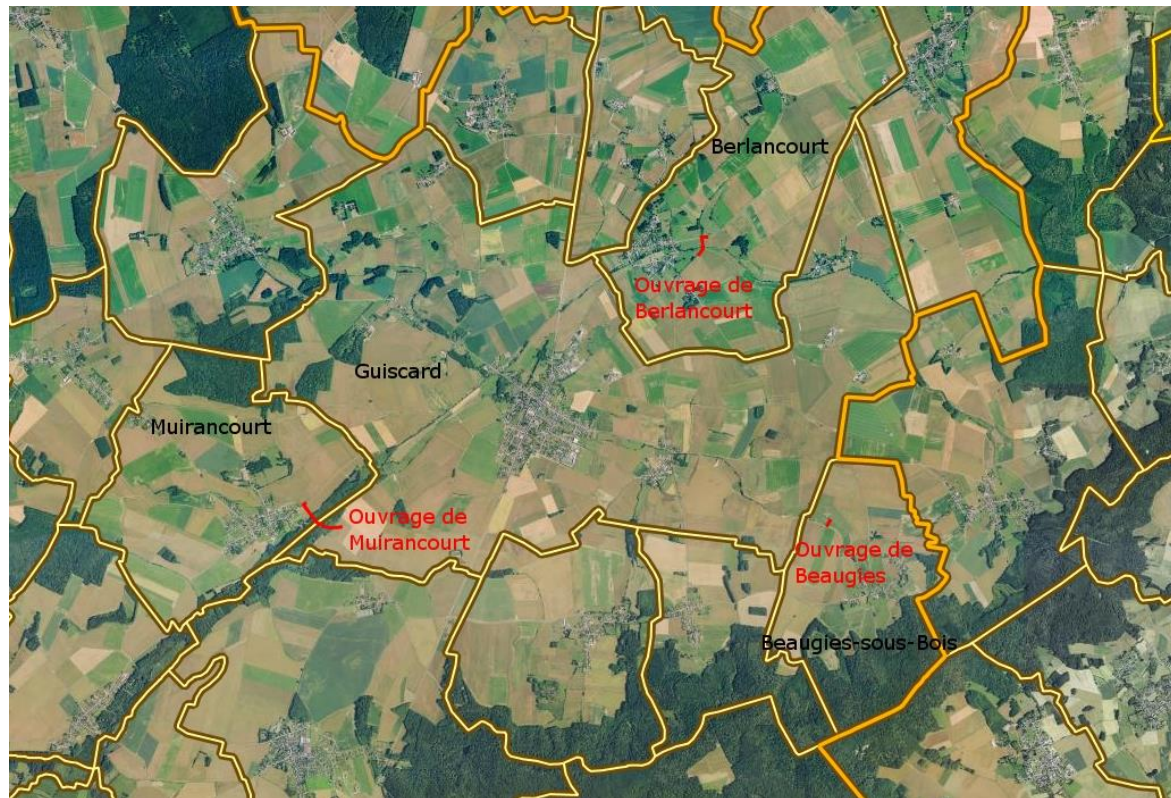 Berlancourt
Ouvrage de
Berlancourt
Guiscard
Muirancourt
Ouvrage de
Muirancourt
Ouvrage de
Beaugies
Beaugies-sous-Bois